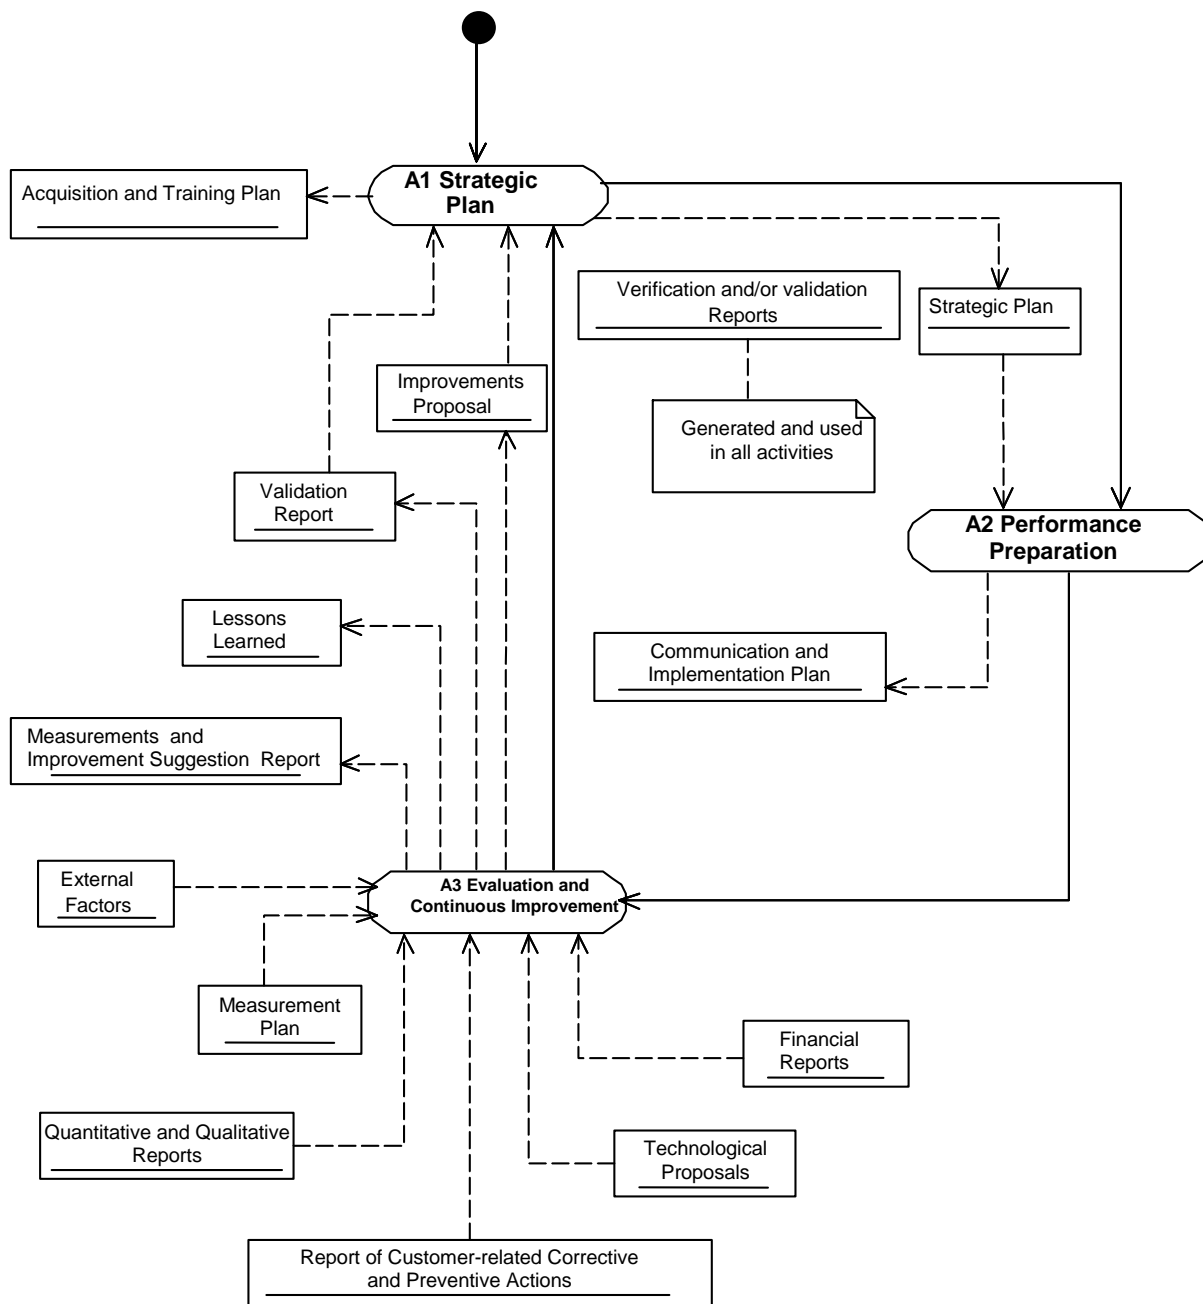 A1 Strategic
Plan
Acquisition and Training Plan
Verification and/or validation
Reports
Strategic Plan
Improvements
Proposal
Generated and used
in all activities
Validation
Report
A2 Performance
Preparation
Lessons
Learned
Communication and
Implementation Plan
Measurements and
Improvement Suggestion Report
External
Factors
A3 Evaluation and
Continuous Improvement
Measurement
Plan
Financial
Reports
Quantitative and Qualitative
Reports
Technological
Proposals
Report of Customer-related Corrective
and Preventive Actions